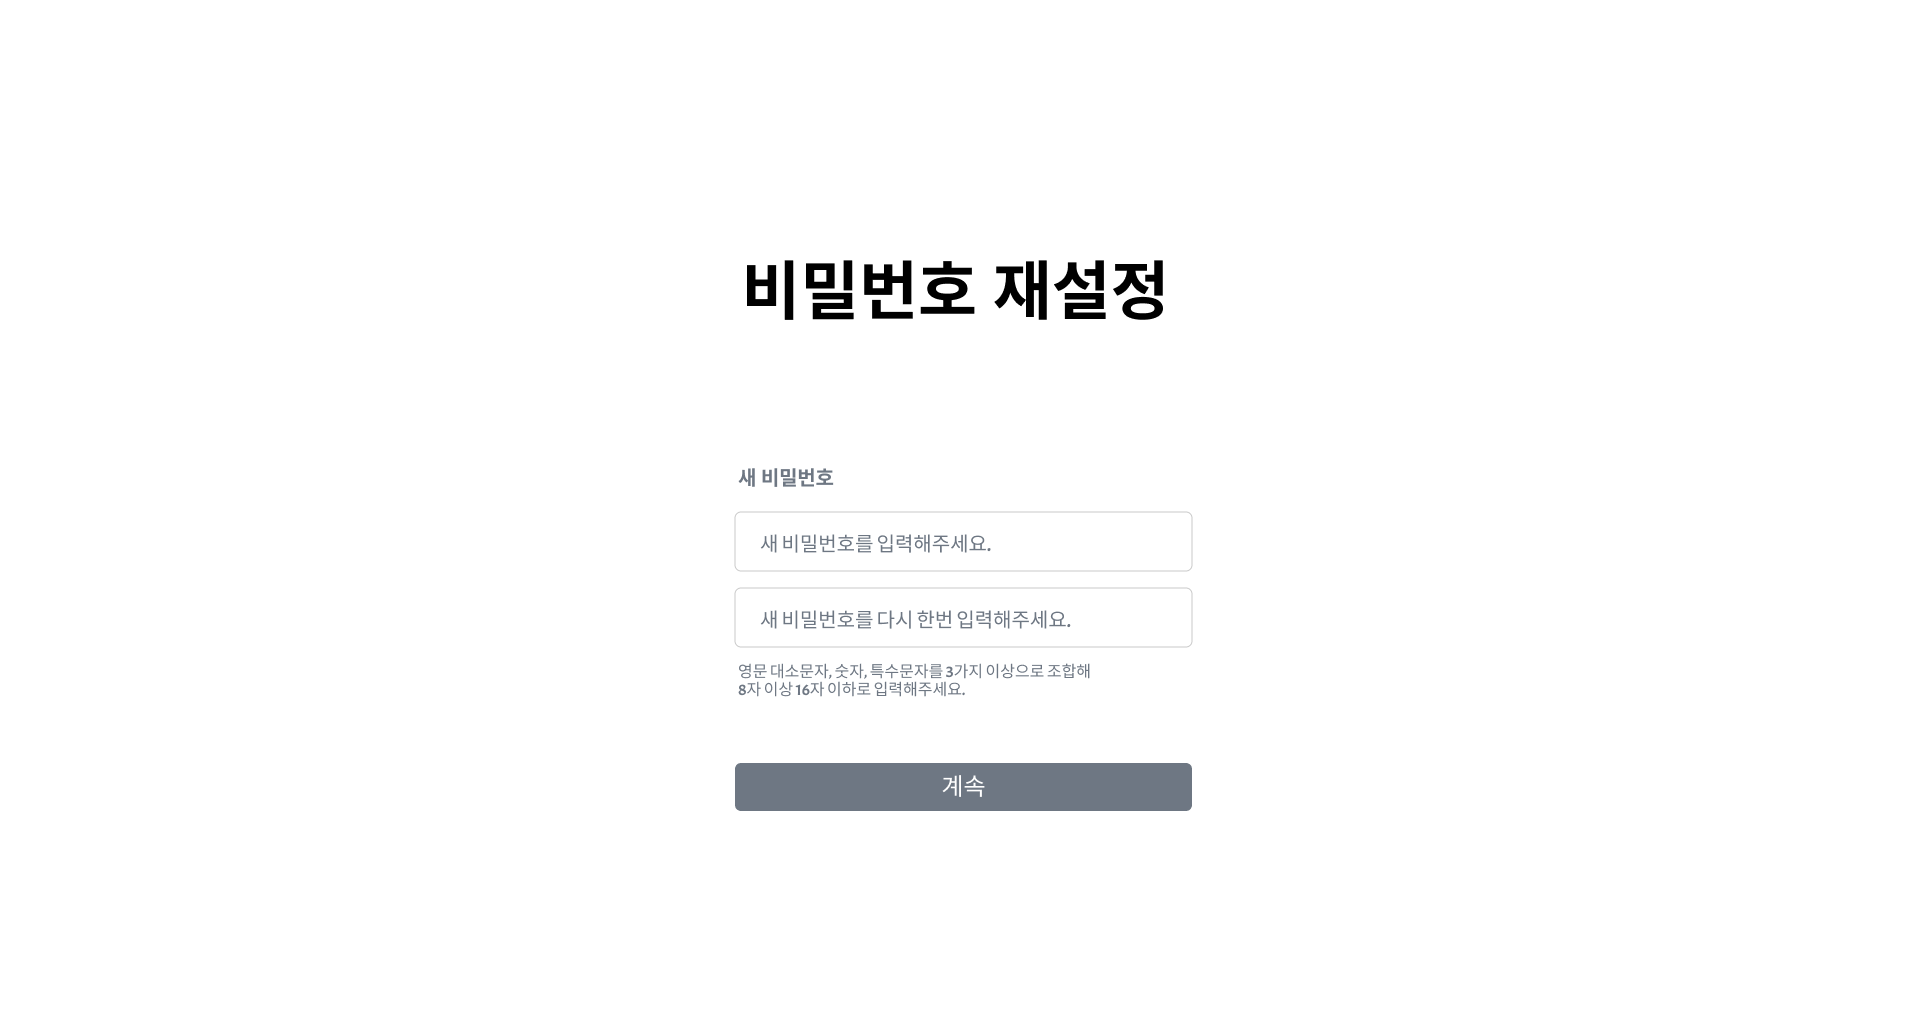 비밀번호 재설정
새 비밀번호
새 비밀번호를 입력해주세요.
새 비밀번호를 다시 한번 입력해주세요.
영문 대소문자, 숫자, 특수문자를 3가지 이상으로 조합해
8자 이상 16자 이하로 입력해주세요.
계속